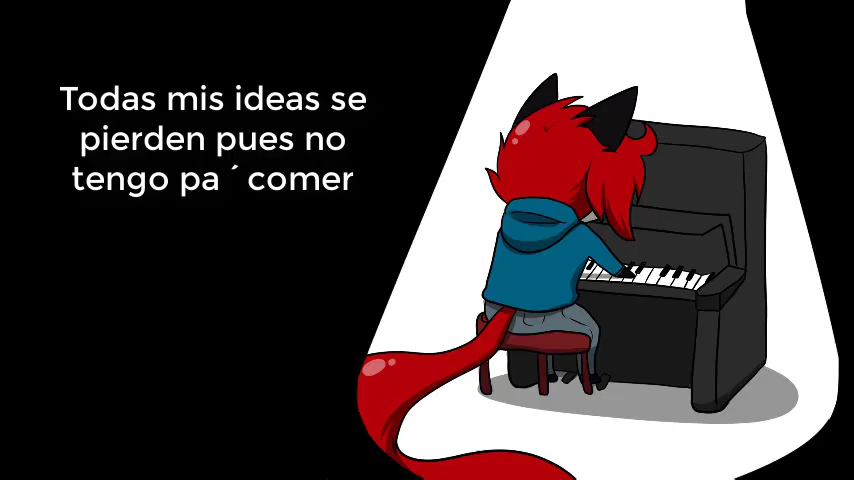 Todas mis ideas se
pierden pues no
tengo pa´comer